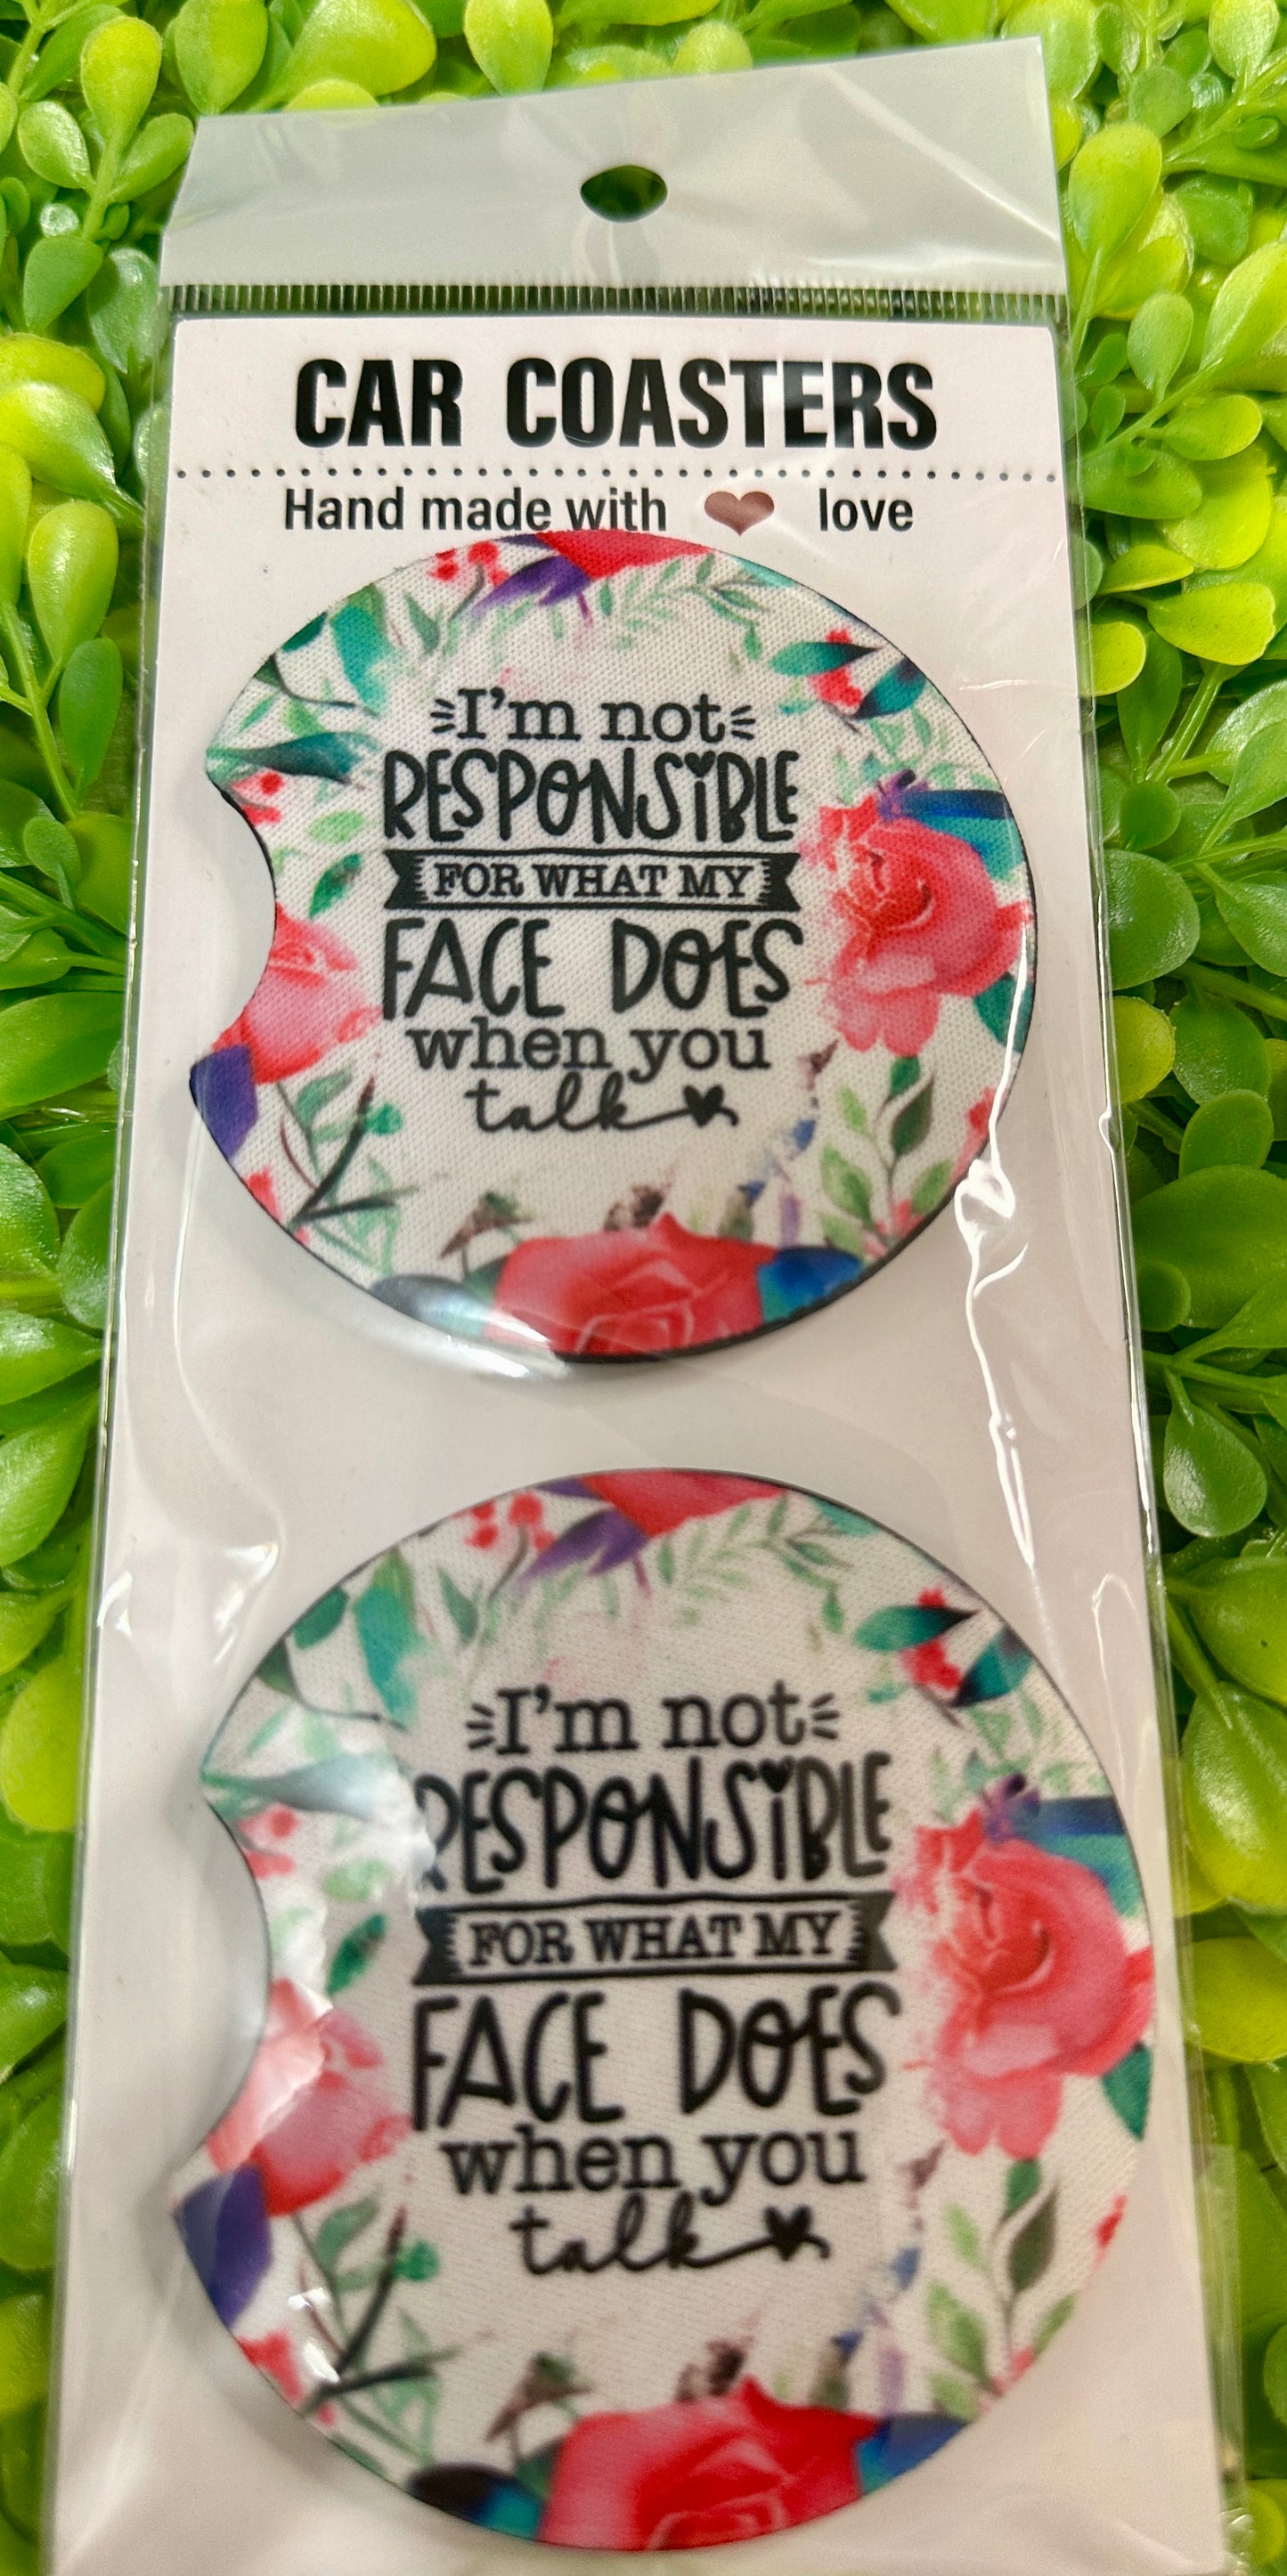 CAR COASTERS
Hand made with love
I'm not
RESPONSIBLE
FOR WHAT MY
FACE DOES
when you
talk
I'm not
RESPONSIBLE
FOR WHAT MY
FACE DOES
when you
talk